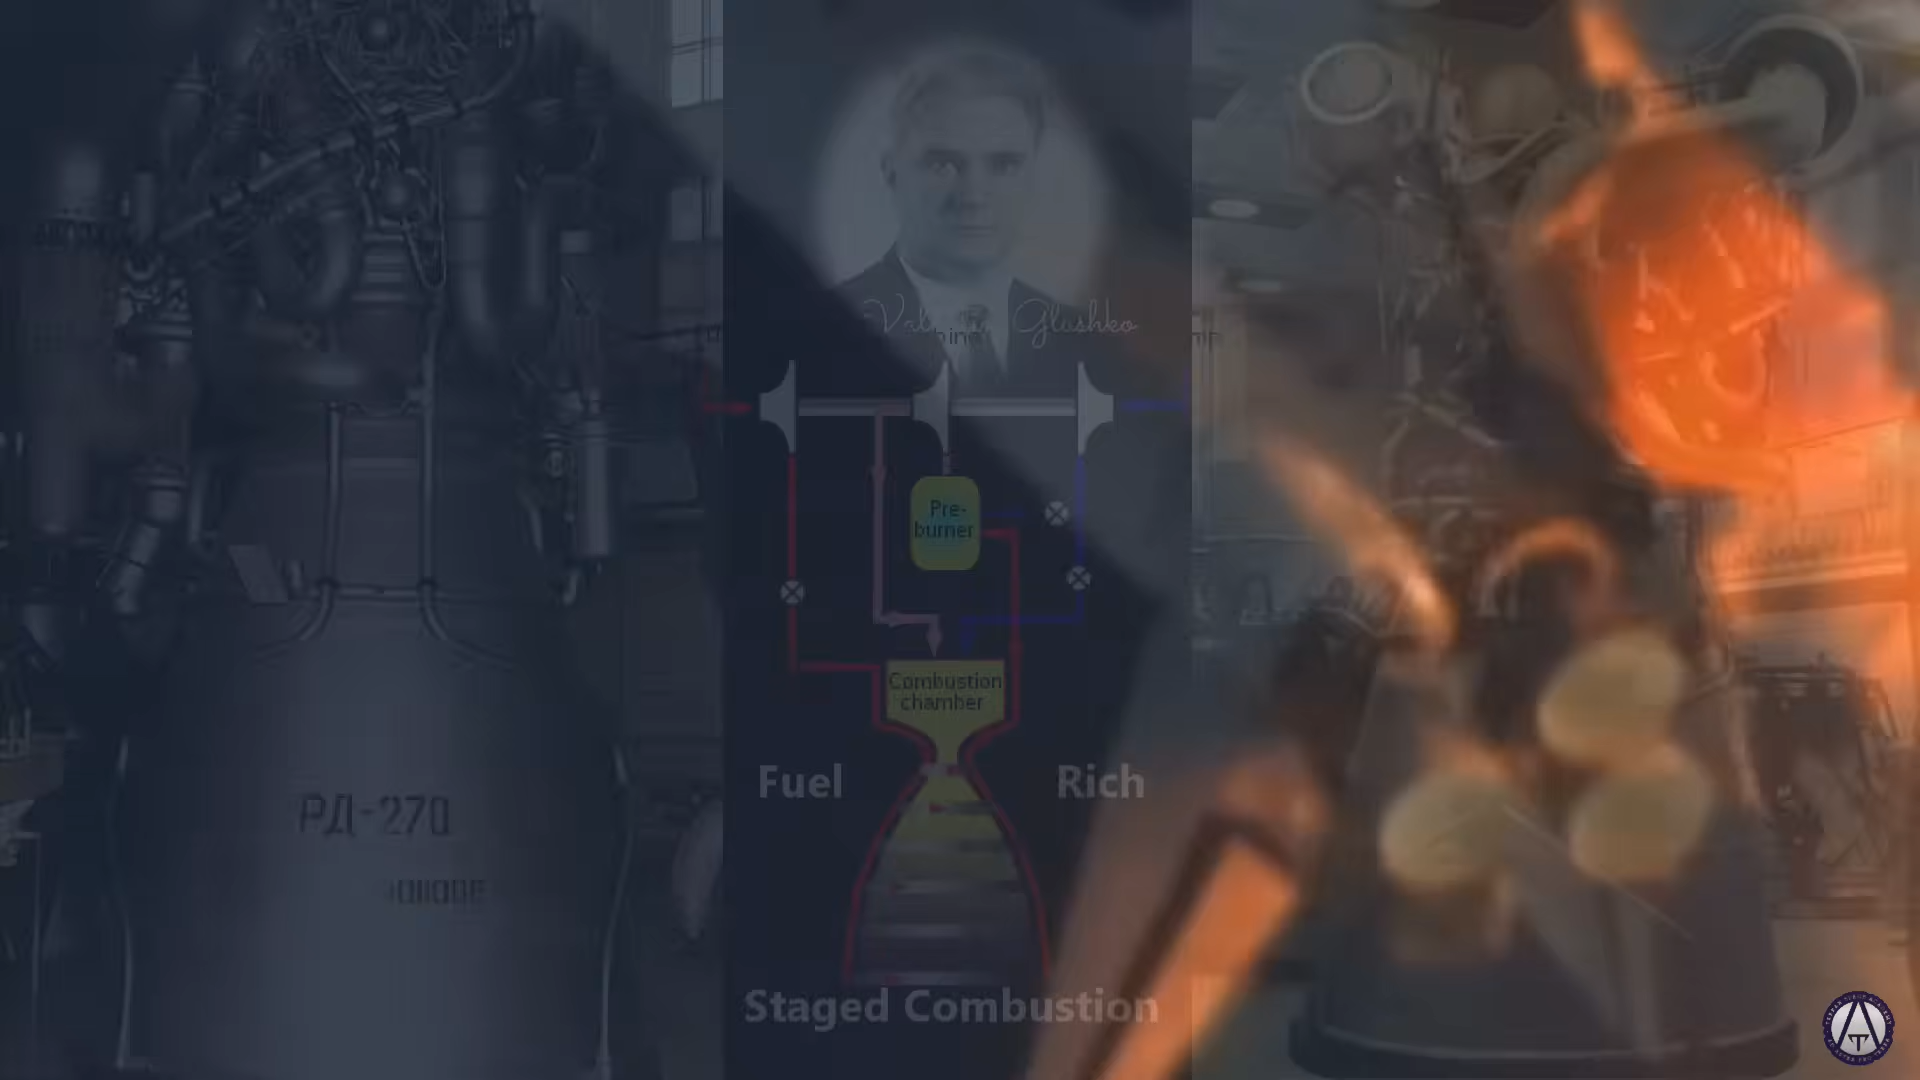 Valentin Glushko
Pre-
burner
Combustion
chamber
Fuel Rich
РД-270
Staged Combustion